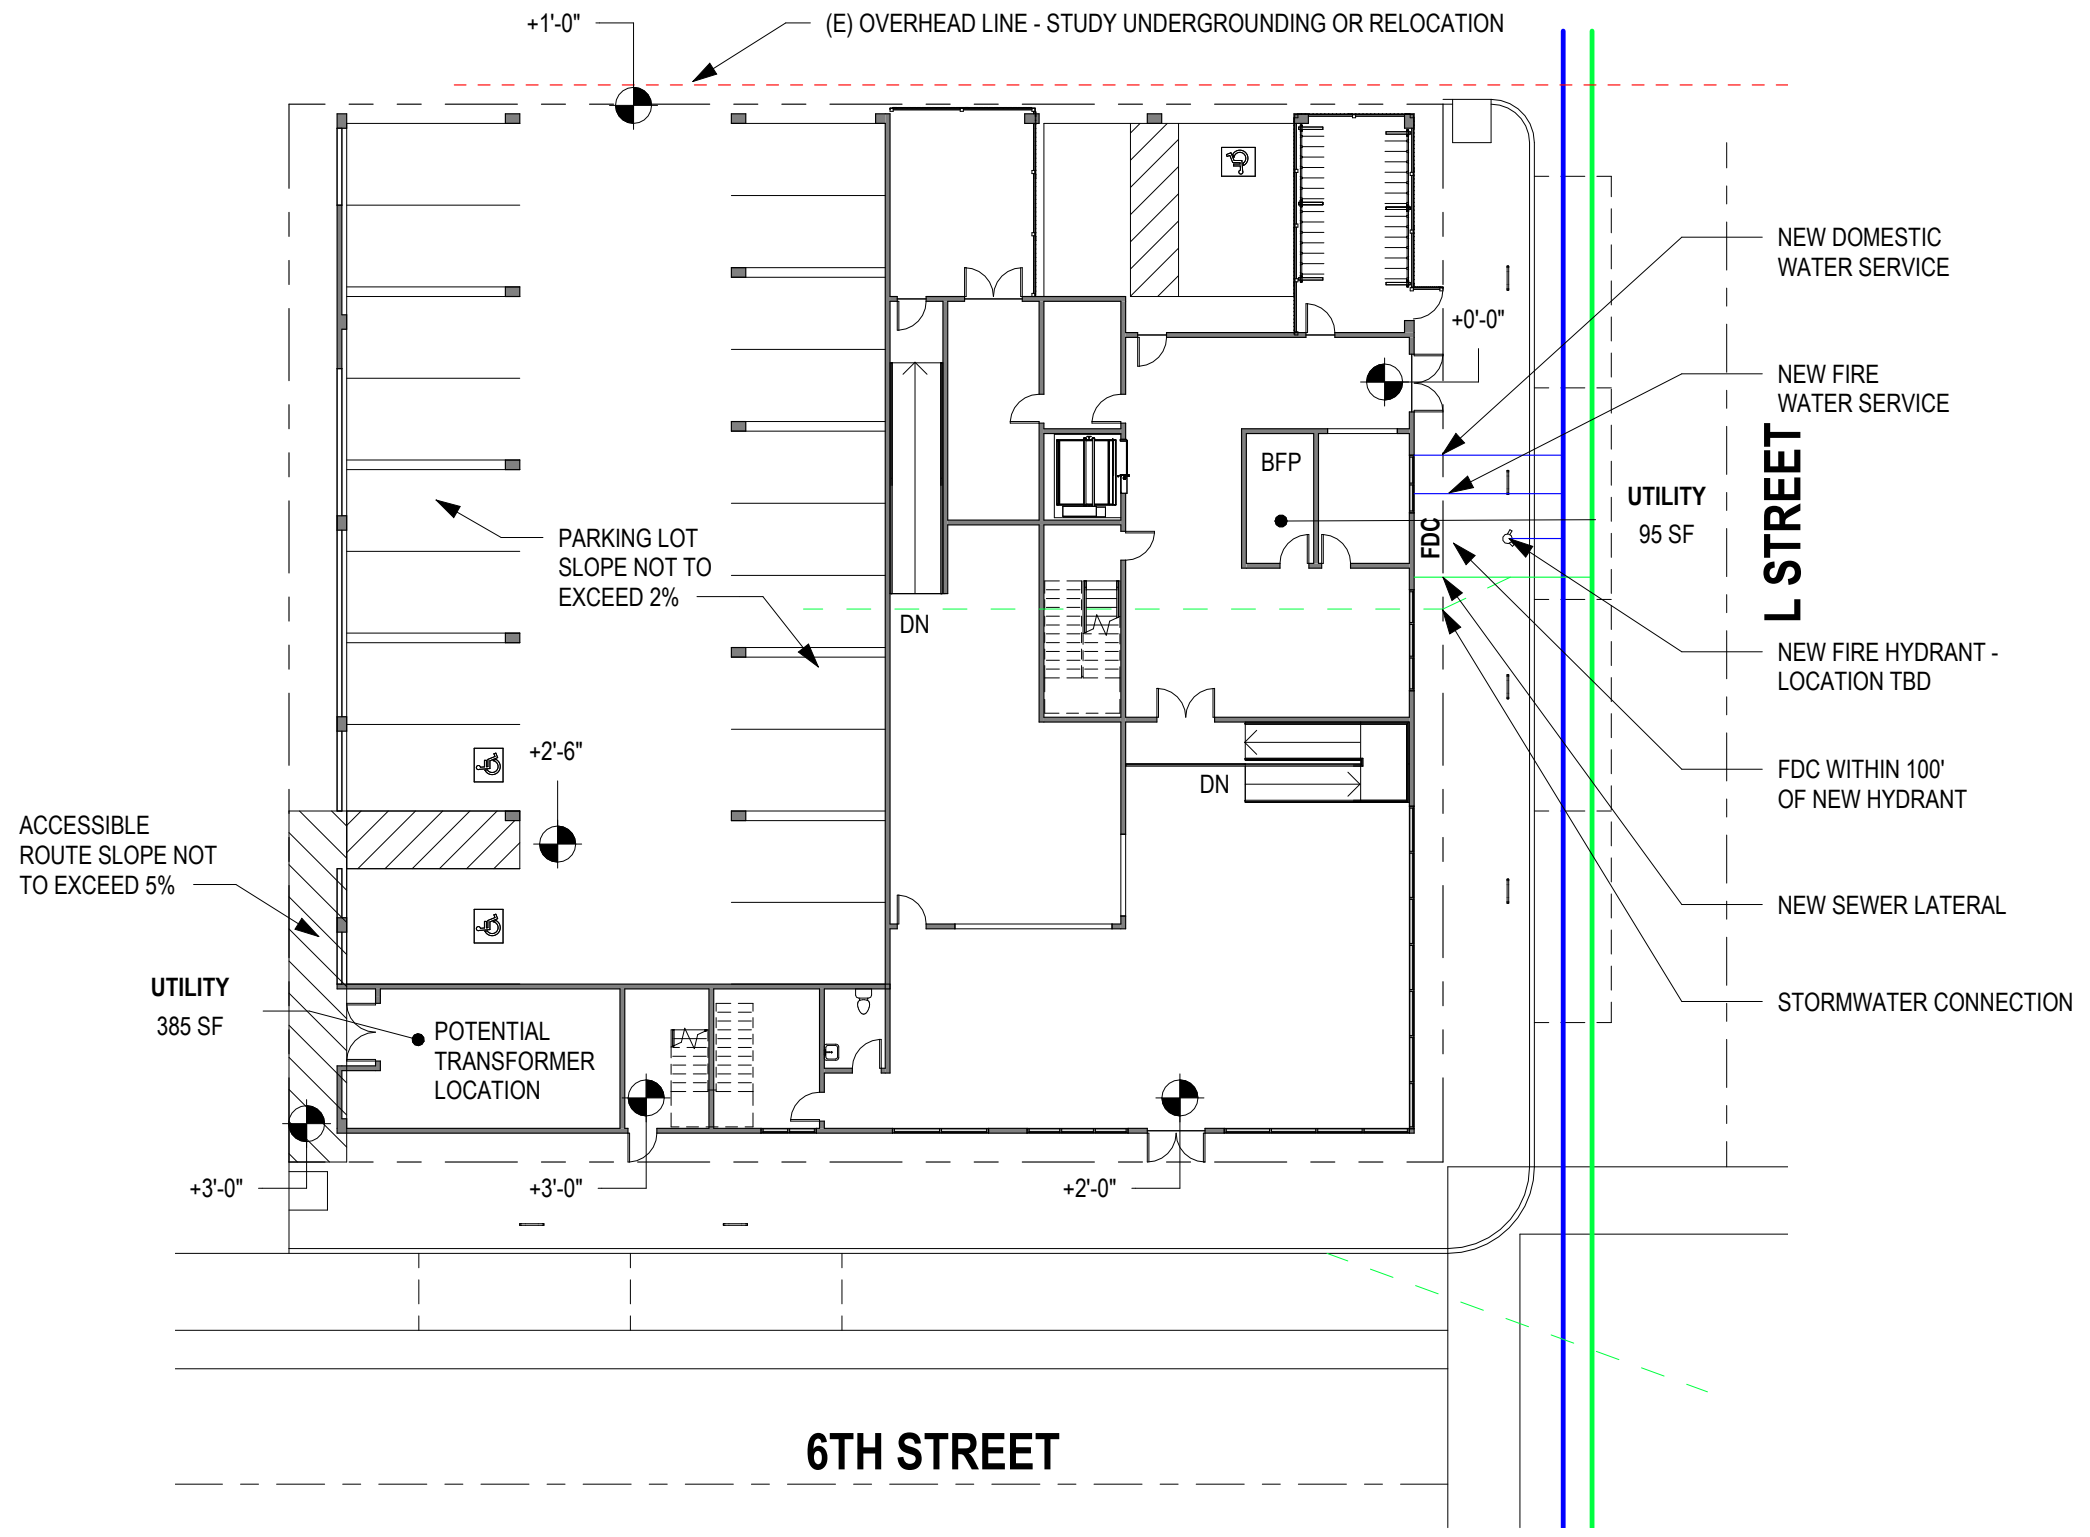 +1'-0"
(E) OVERHEAD LINE - STUDY UNDERGROUNDING OR RELOCATION
NEW DOMESTIC
WATER SERVICE
+0'-0"
NEW FIRE
WATER SERVICE
BFP
UTILITY
95 SF
L STREET
FDC
PARKING LOT
SLOPE NOT TO
EXCEED 2%
DN
NEW FIRE HYDRANT -
LOCATION TBD
+2'-6"
DN
FDC WITHIN 100'
OF NEW HYDRANT
ACCESSIBLE
ROUTE SLOPE NOT
TO EXCEED 5%
NEW SEWER LATERAL
UTILITY
385 SF
POTENTIAL
TRANSFORMER
LOCATION
STORMWATER CONNECTION
+3'-0"
+3'-0"
+2'-0"
6TH STREET